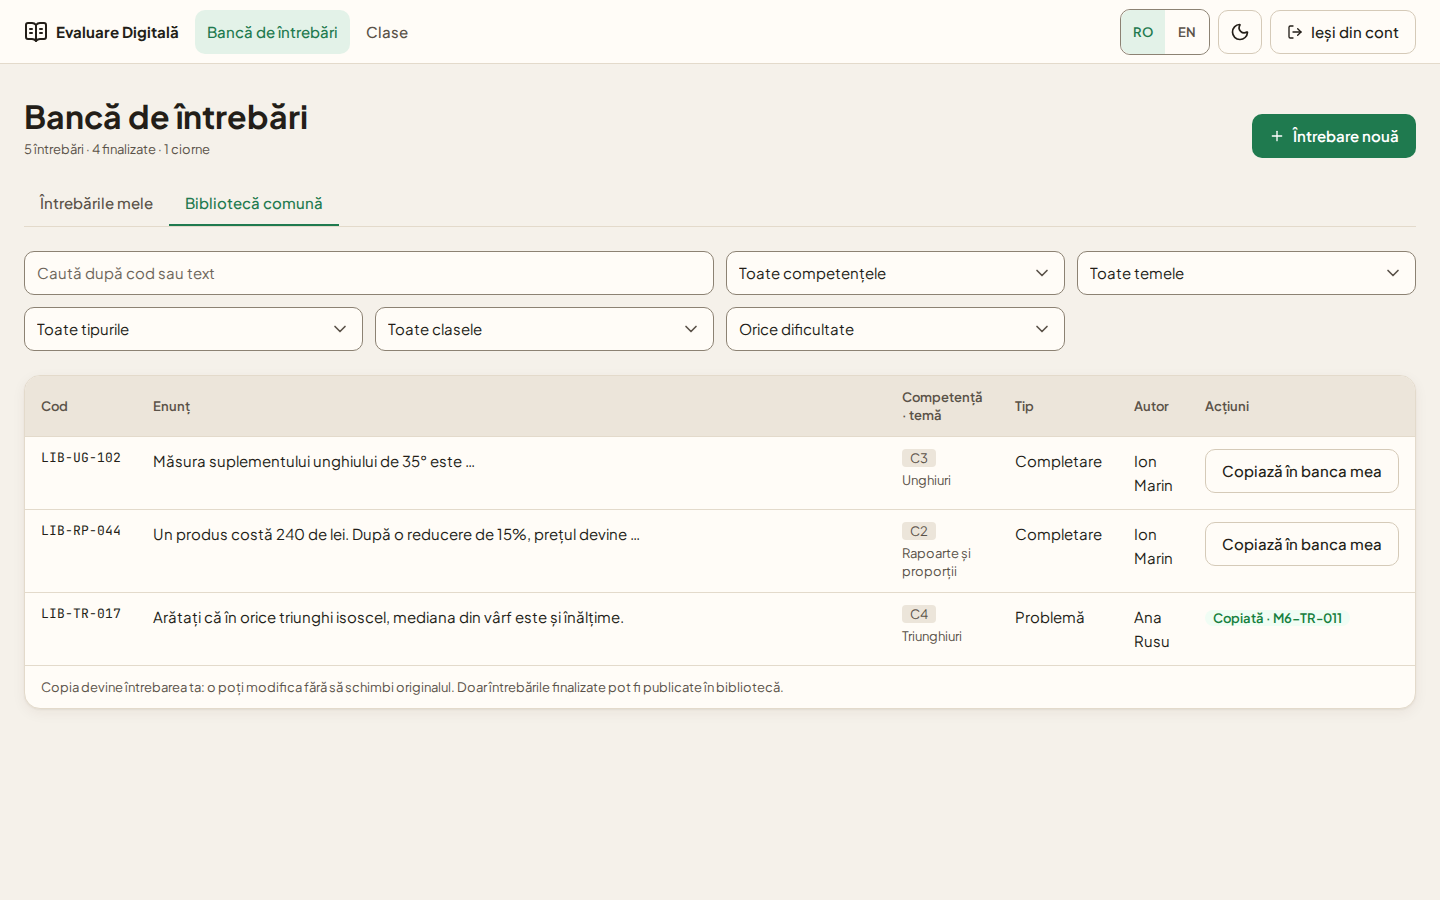 Evaluare Digitală
Bancă de întrebări
Clase
RO
EN
Ieși din cont
Bancă de întrebări
5 întrebări · 4 finalizate · 1 ciorne
+ Întrebare nouă
Întrebările mele
Bibliotecă comună
Caută după cod sau text
Toate competențele
Toate temele
Toate tipurile
Toate clasele
Orice dificultate
Cod
Enunț
Competență
· temă
Tip
Autor
Acțiuni
LIB-UG-102
Măsura suplementului unghiului de 35° este ...
C3
Unghiuri
Completare
Ion
Marin
Copiază în banca mea
LIB-RP-044
Un produs costă 240 de lei. După o reducere de 15%, prețul devine ...
C2
Rapoarte și
proporții
Completare
Ion
Marin
Copiază în banca mea
LIB-TR-017
Arătați că în orice triunghi isoscel, mediana din vârf este și înălțime.
C4
Triunghiuri
Problemă
Ana
Rusu
Copiată · M6-TR-011
Copia devine întrebarea ta: o poți modifica fără să schimbi originalul. Doar întrebările finalizate pot fi publicate în bibliotecă.